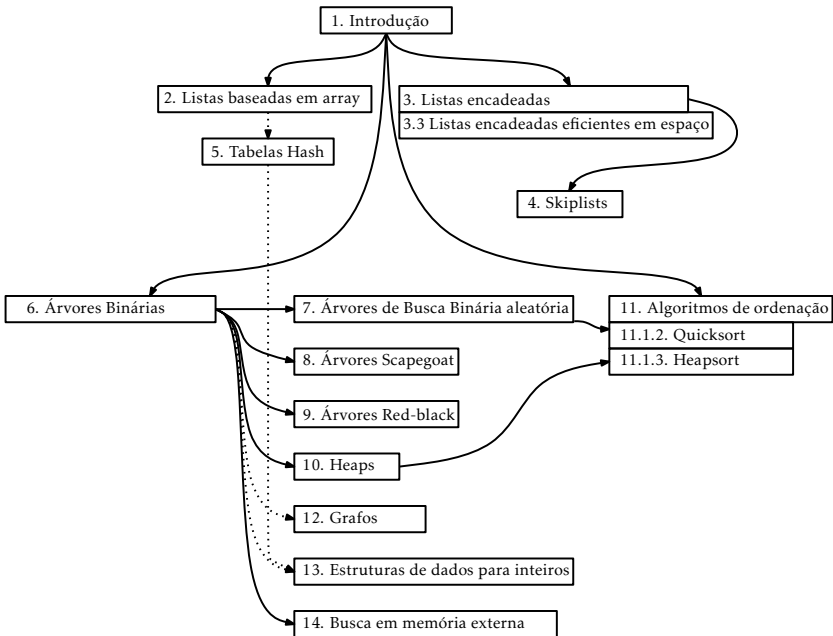 1. Introdução
2. Listas baseadas em array
3. Listas encadeadas
3.3 Listas encadeadas eficientes em espaço
5. Tabelas Hash
4. Skiplists
6. Árvores Binárias
7. Árvores de Busca Binária aleatória
11. Algoritmos de ordenação
11.1.2. Quicksort
8. Árvores Scapegoat
11.1.3. Heapsort
9. Árvores Red-black
10. Heaps
12. Grafos
13. Estruturas de dados para inteiros
14. Busca em memória externa